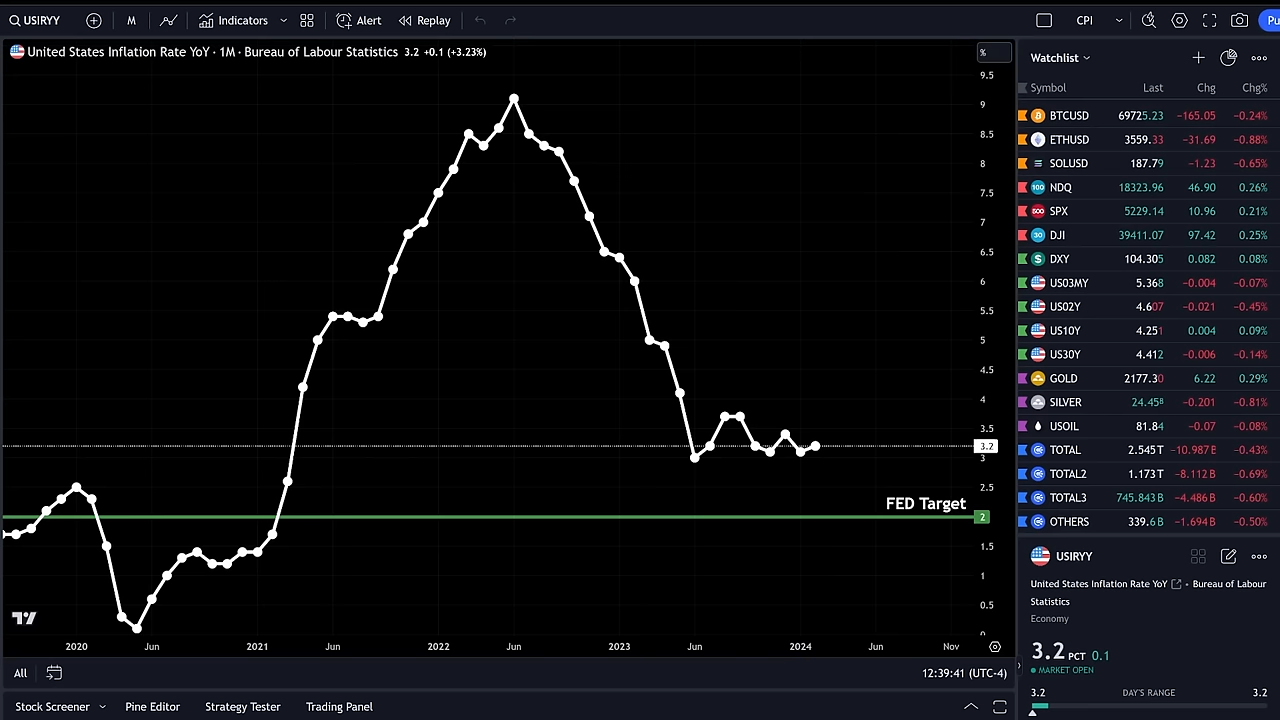 USIRYY M Indicators Alert Replay CPI Pu
United States Inflation Rate YoY · 1M · Bureau of Labour Statistics 3.2 +0.1 (+3.23%)
%
9.5
9
8.5
8
7.5
7
6.5
6
5.5
5
4.5
4
3.5
3.2
3
2.5
FED Target
2
1.5
1
0.5
0
2020 Jun 2021 Jun 2022 Jun 2023 Jun 2024 Jun Nov
All 12:39:41 (UTC-4)
Stock Screener Pine Editor Strategy Tester Trading Panel
Watchlist
Symbol Last Chg Chg%
BTCUSD 69725.23 −165.05 −0.24%
ETHUSD 3559.33 −31.69 −0.88%
SOLUSD 187.79 −1.23 −0.65%
100 NDQ 18323.96 46.90 0.26%
500 SPX 5229.14 10.96 0.21%
30 DJI 39411.07 97.42 0.25%
$ DXY 104.305 0.082 0.08%
US03MY 5.368 −0.004 −0.07%
US02Y 4.607 −0.021 −0.45%
US10Y 4.251 0.004 0.09%
US30Y 4.412 −0.006 −0.14%
GOLD 2177.30 6.22 0.29%
SILVER 24.458 −0.201 −0.81%
USOIL 81.84 −0.07 −0.08%
TOTAL 2.545T −10.987B −0.43%
TOTAL2 1.173T −8.112B −0.69%
TOTAL3 745.843B −4.486B −0.60%
OTHERS 339.6B −1.694B −0.50%
USIRYY
United States Inflation Rate YoY • Bureau of Labour
Statistics
Economy
3.2 PCT 0.1
MARKET OPEN
3.2 DAY'S RANGE 3.2